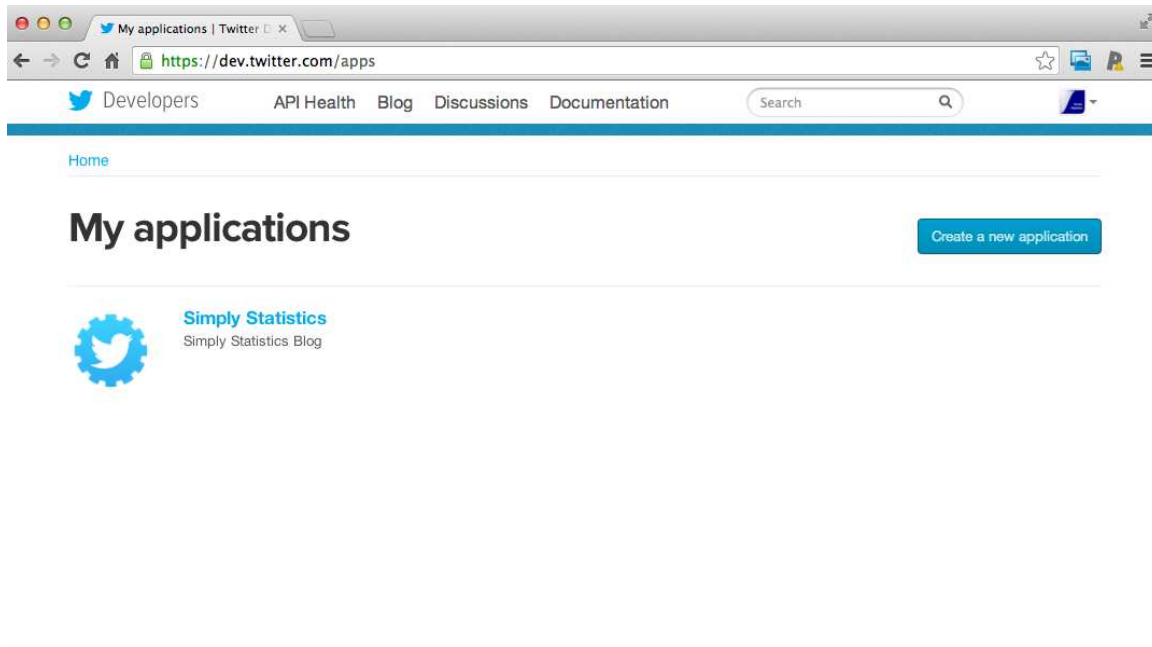 My applications | Twitter D
https://dev.twitter.com/apps
Developers API Health Blog Discussions Documentation Search
Home
My applications
Create a new application
Simply Statistics
Simply Statistics Blog